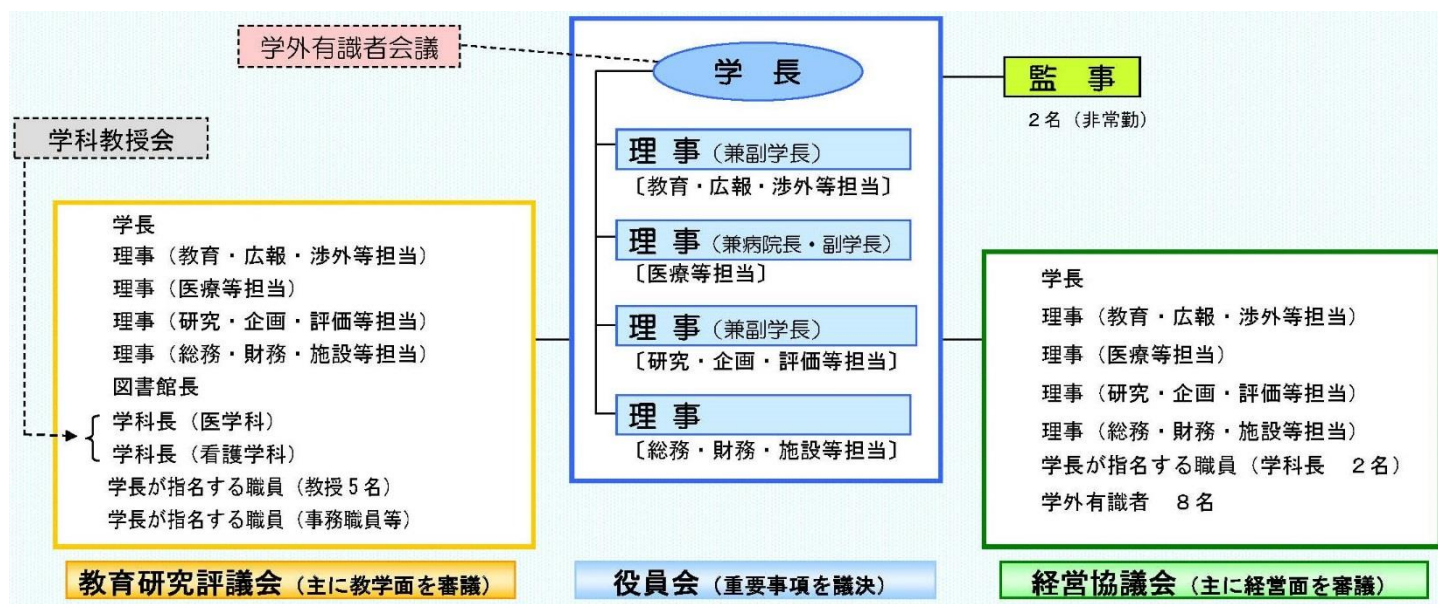 学外有識者会議
学科教授会
学長
理事（教育・広報・渉外等担当）
理事（医療等担当）
理事（研究・企画・評価等担当）
理事（総務・財務・施設等担当）
図書館長
学科長（医学科）
学科長（看護学科）
学長が指名する職員（教授５名）
学長が指名する職員（事務職員等）
教育研究評議会（主に教学面を審議）
学 長
理 事（兼副学長）
〔教育・広報・渉外等担当〕
理 事（兼病院長・副学長）
〔医療等担当〕
理 事（兼副学長）
〔研究・企画・評価等担当〕
理 事
〔総務・財務・施設等担当〕
役員会（重要事項を議決）
監 事
２名（非常勤）
学長
理事（教育・広報・渉外等担当）
理事（医療等担当）
理事（研究・企画・評価等担当）
理事（総務・財務・施設等担当）
学長が指名する職員（学科長　２名）
学外有識者　８名
経営協議会（主に経営面を審議）